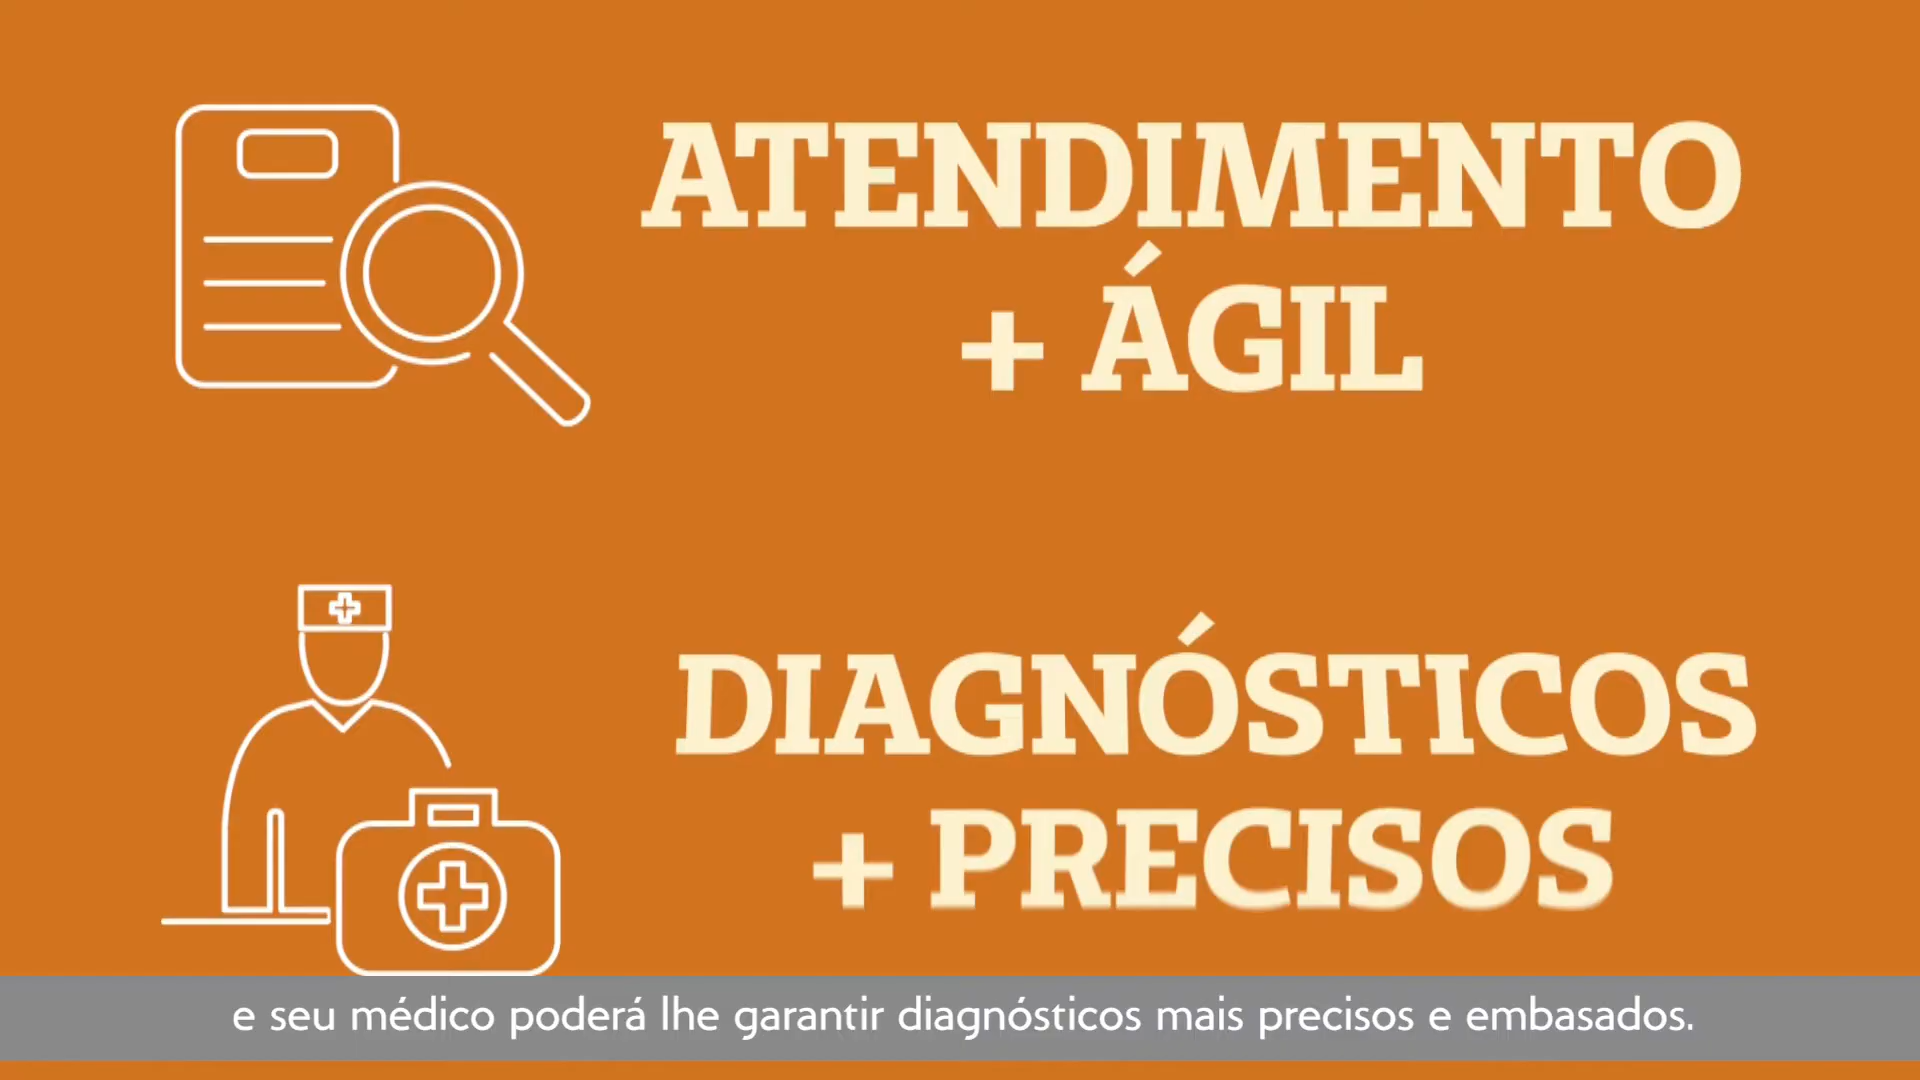 ATENDIMENTO
+ ÁGIL
DIAGNÓSTICOS
+ PRECISOS
e seu médico poderá lhe garantir diagnósticos mais precisos e embasados.